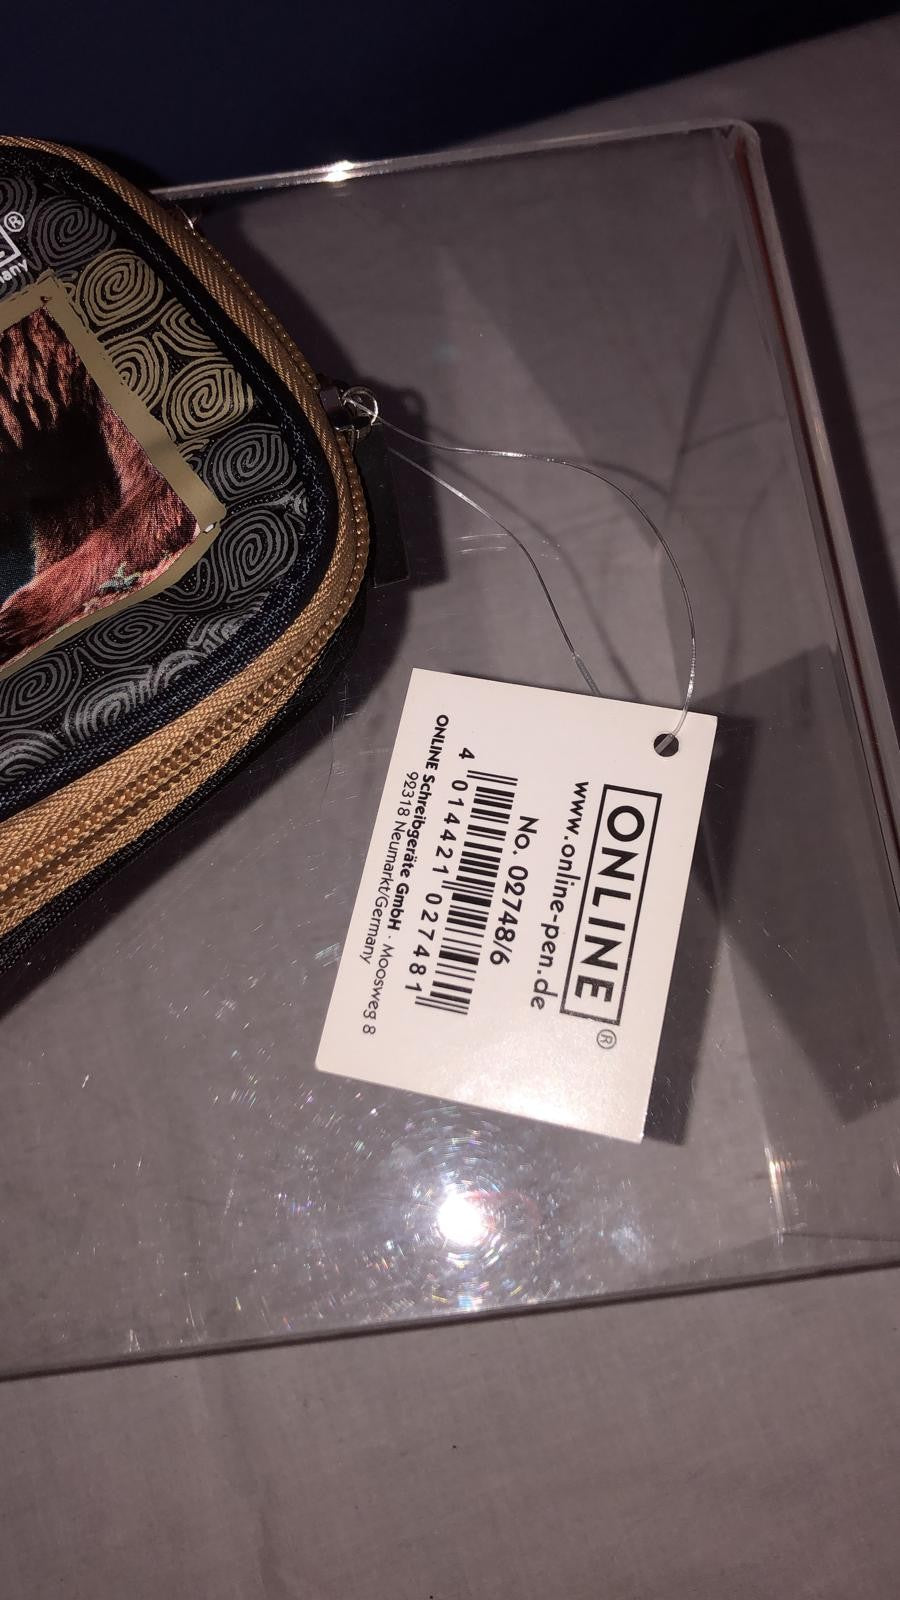 ®
many
ONLINE®
www.online-pen.de
No. 02748/6
4 014421 027481
ONLINE Schreibgeräte GmbH · Moosweg 8
92318 Neumarkt/Germany